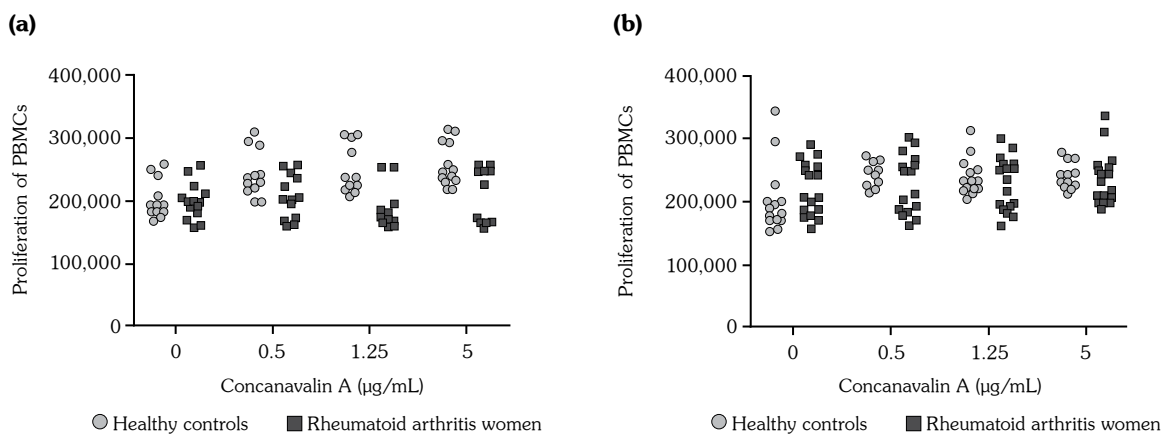 (a)
400,000
300,000
200,000
100,000
0
Proliferation of PBMCs
0 0.5 1.25 5
Concanavalin A (µg/mL)
Healthy controls Rheumatoid arthritis women
(b)
400,000
300,000
200,000
100,000
0
Proliferation of PBMCs
0 0.5 1.25 5
Concanavalin A (µg/mL)
Healthy controls Rheumatoid arthritis women